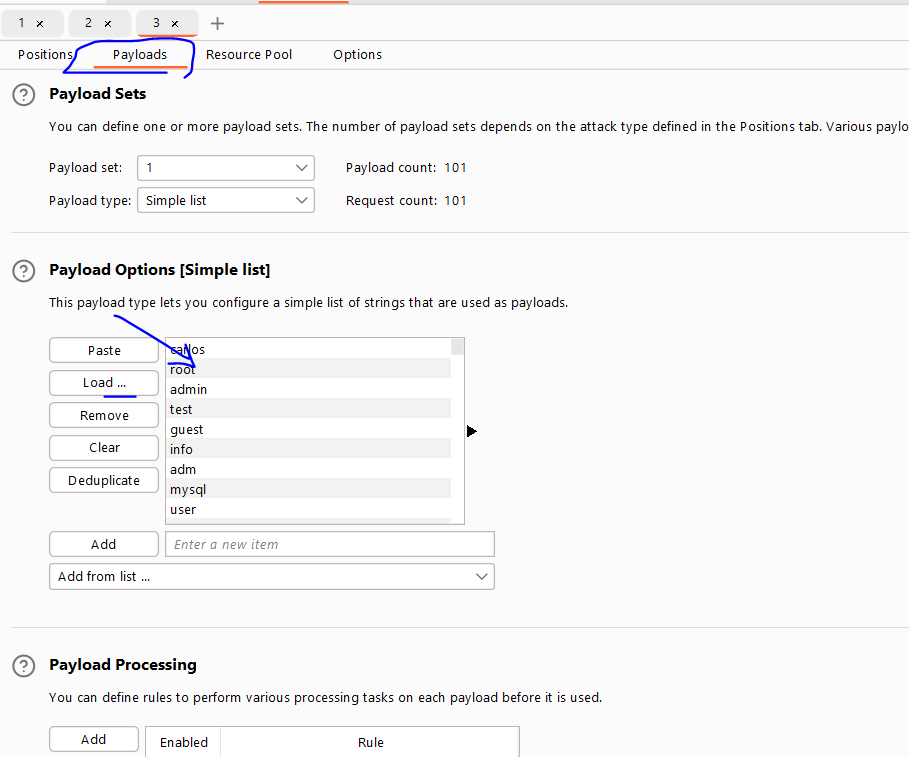 1 × 2 × 3 × +
Positions Payloads Resource Pool Options
? Payload Sets
You can define one or more payload sets. The number of payload sets depends on the attack type defined in the Positions tab. Various
Payload set: 1 Payload count: 101
Payload type: Simple list Request count: 101
? Payload Options [Simple list]
This payload type lets you configure a simple list of strings that are used as payloads.
Paste
Load ...
Remove
Clear
Deduplicate
carlos
root
admin
test
guest
info
adm
mysql
user
Add Enter a new item
Add from list ...
? Payload Processing
You can define rules to perform various processing tasks on each payload before it is used.
Add Enabled Rule